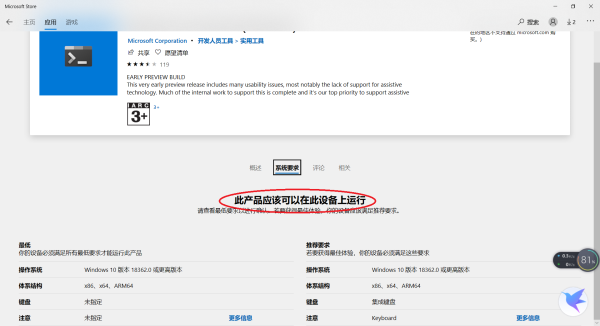 Microsoft Store
主页 应用 游戏
搜索
2
Microsoft Corporation • 开发人员工具 > 实用工具
共享 愿望清单
119
EARLY PREVIEW BUILD
This very early preview release includes many usability issues, most notably the lack of support for assistive
technology. Much of the internal work to support this is complete and it's our top priority to support assistive
IARC
3+
3+
概述 系统要求 评论 相关
此产品应该可以在此设备上运行
最低
你的设备必须满足所有最低要求才能运行此产品
操作系统 Windows 10 版本 18362.0 或更高版本
体系结构 x86、x64、ARM64
键盘 未指定
注意 未指定 更多信息
推荐要求
若要获得最佳体验，你的设备应该满足这些要求
操作系统 Windows 10 版本 18362.0 或更高版本
体系结构 x86、x64、ARM64
键盘 集成键盘
注意 Keyboard 更多信息